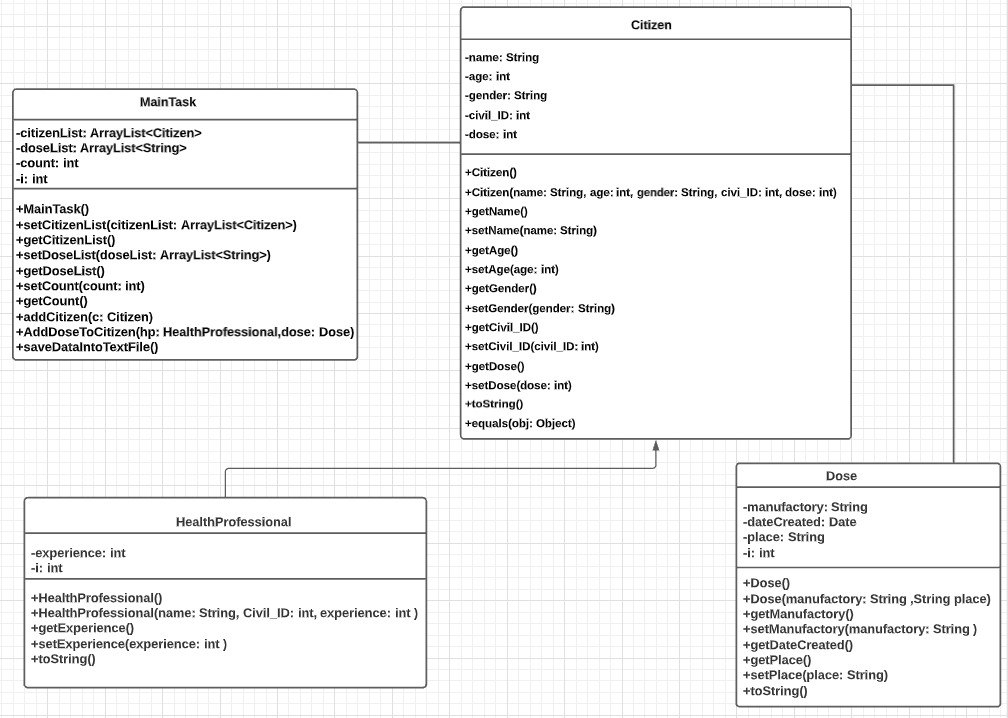 Citizen
-name: String
-age: int
-gender: String
-civil_ID: int
-dose: int
+Citizen()
+Citizen(name: String, age: int, gender: String, civi_ID: int, dose: int)
+getName()
+setName(name: String)
+getAge()
+setAge(age: int)
+getGender()
+setGender(gender: String)
+getCivil_ID()
+setCivil_ID(civil_ID: int)
+getDose()
+setDose(dose: int)
+toString()
+equals(obj: Object)
MainTask
-citizenList: ArrayList<Citizen>
-doseList: ArrayList<String>
-count: int
-i: int
+MainTask()
+setCitizenList(citizenList: ArrayList<Citizen>)
+getCitizenList()
+setDoseList(doseList: ArrayList<String>)
+getDoseList()
+setCount(count: int)
+getCount()
+addCitizen(c: Citizen)
+AddDoseToCitizen(hp: HealthProfessional,dose: Dose)
+saveDataIntoTextFile()
HealthProfessional
-experience: int
-i: int
+HealthProfessional()
+HealthProfessional(name: String, Civil_ID: int, experience: int )
+getExperience()
+setExperience(experience: int )
+toString()
Dose
-manufactory: String
-dateCreated: Date
-place: String
-i: int
+Dose()
+Dose(manufactory: String ,String place)
+getManufactory()
+setManufactory(manufactory: String )
+getDateCreated()
+getPlace()
+setPlace(place: String)
+toString()